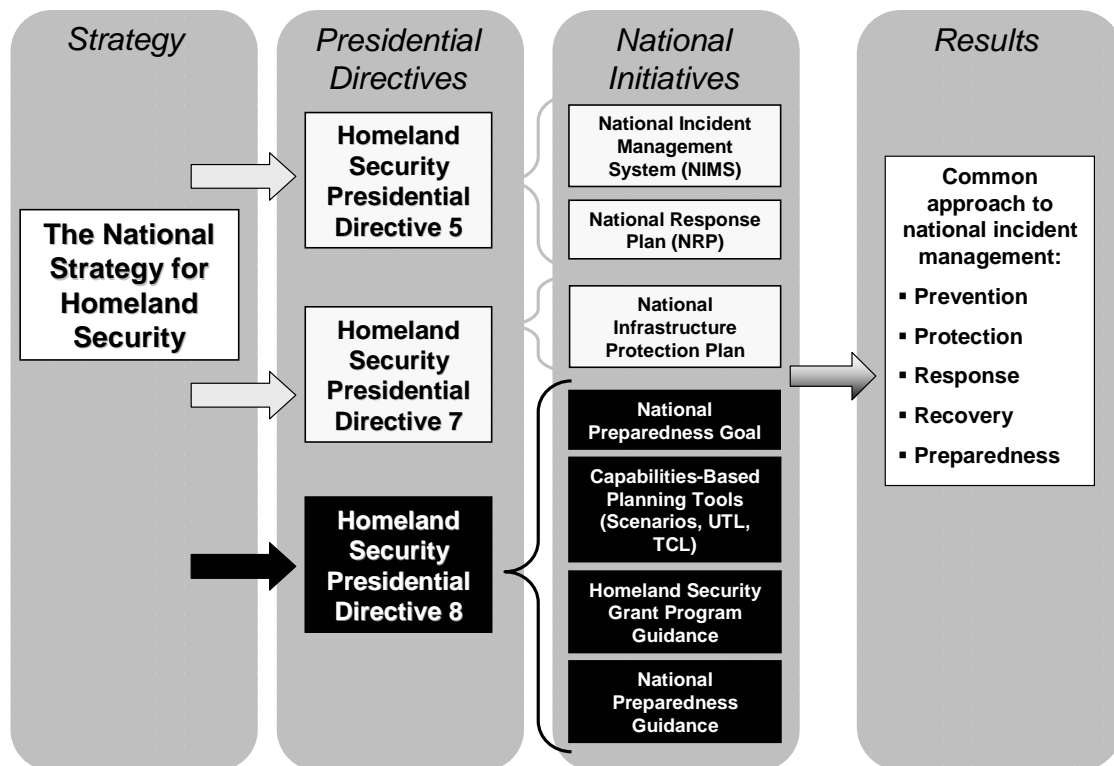 Strategy
The National
Strategy for
Homeland
Security
Presidential
Directives
Homeland
Security
Presidential
Directive 5
Homeland
Security
Presidential
Directive 7
Homeland
Security
Presidential
Directive 8
National
Initiatives
National Incident
Management
System (NIMS)
National Response
Plan (NRP)
National
Infrastructure
Protection Plan
National
Preparedness Goal
Capabilities-Based
Planning Tools
(Scenarios, UTL,
TCL)
Homeland Security
Grant Program
Guidance
National
Preparedness
Guidance
Results
Common
approach to
national incident
management:
▪ Prevention
▪ Protection
▪ Response
▪ Recovery
▪ Preparedness